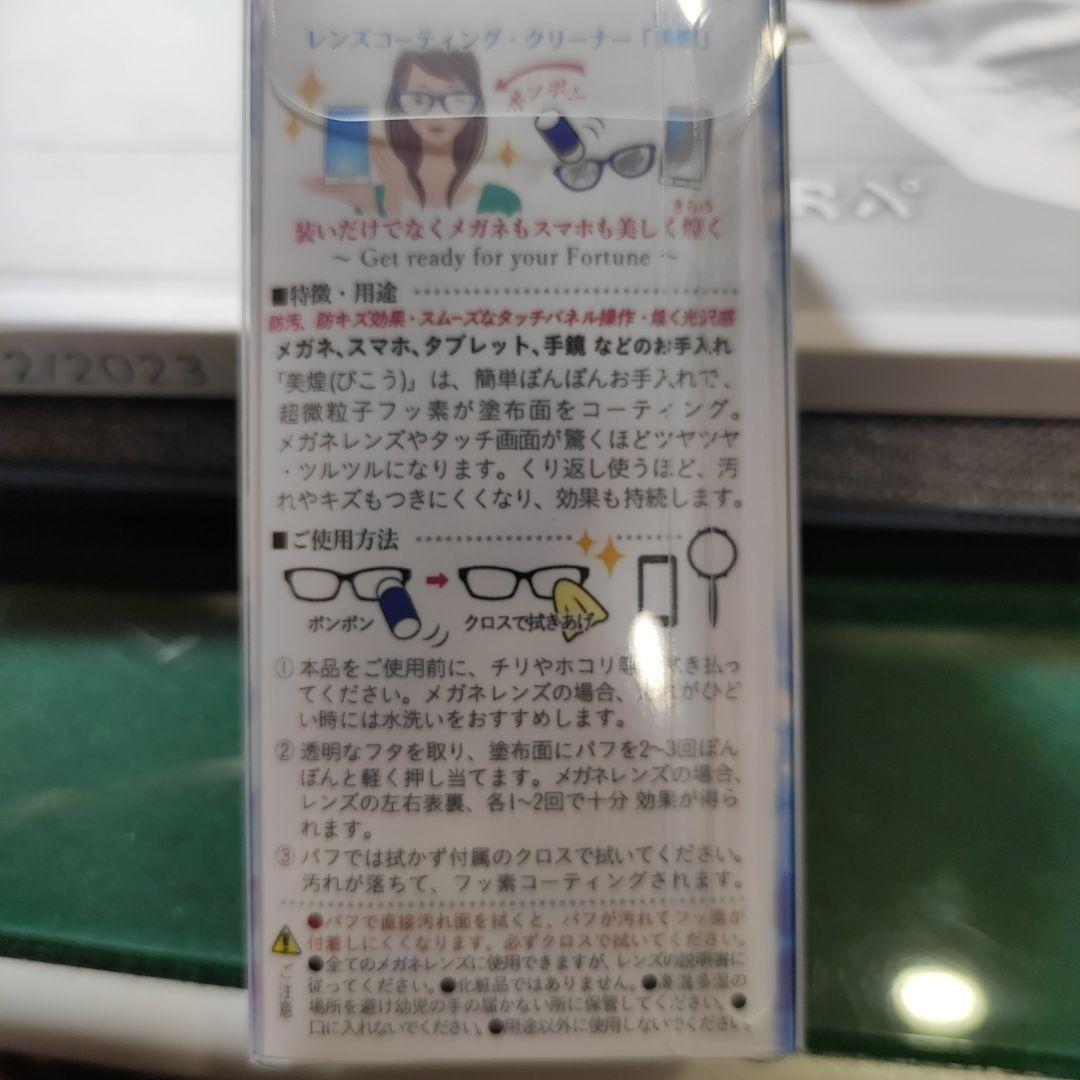 レンズコーティング・クリーナー「美煌」
ポンポン
きらめ
装いだけでなくメガネもスマホも美しく煌く
～ Get ready for your Fortune ～
RA
■特徴・用途
防汚、防キズ効果・スムーズなタッチパネル操作・煌く光沢感
メガネ、スマホ、タブレット、手鏡 などのお手入れ
212023
「美煌(びこう)」は、簡単ぽんぽんお手入れで、
超微粒子フッ素が塗布面をコーティング。
メガネレンズやタッチ画面が驚くほどツヤツヤ
・ツルツルになります。くり返し使うほど、汚
れやキズもつきにくくなり、効果も持続します。
■ご使用方法
ポンポン
クロスで拭きあげ
① 本品をご使用前に、チリやホコリ等 き払っ
てください。メガネレンズの場合、 がひど
い時には水洗いをおすすめします。
② 透明なフタを取り、塗布面にパフを2～3回ぽん
ぽんと軽く押し当てます。メガネレンズの場合、
レンズの左右表裏、各1～2回で十分 効果が得ら
れます。
③ パフでは拭かず付属のクロスで拭いてください。
汚れが落ちて、フッ素コーティングされます。
ご注意
●パフで直接汚れ面を拭くと、パフが汚れてフッ素が
付着しにくくなります。必ずクロスで拭いてください。
●全てのメガネレンズに使用できますが、レンズの説明書に
従ってください。●化粧品ではありません。●高温多湿の
場所を避け幼児の手の届かない所に保管してください。●
口に入れないでください。●用途以外に使用しないでください。